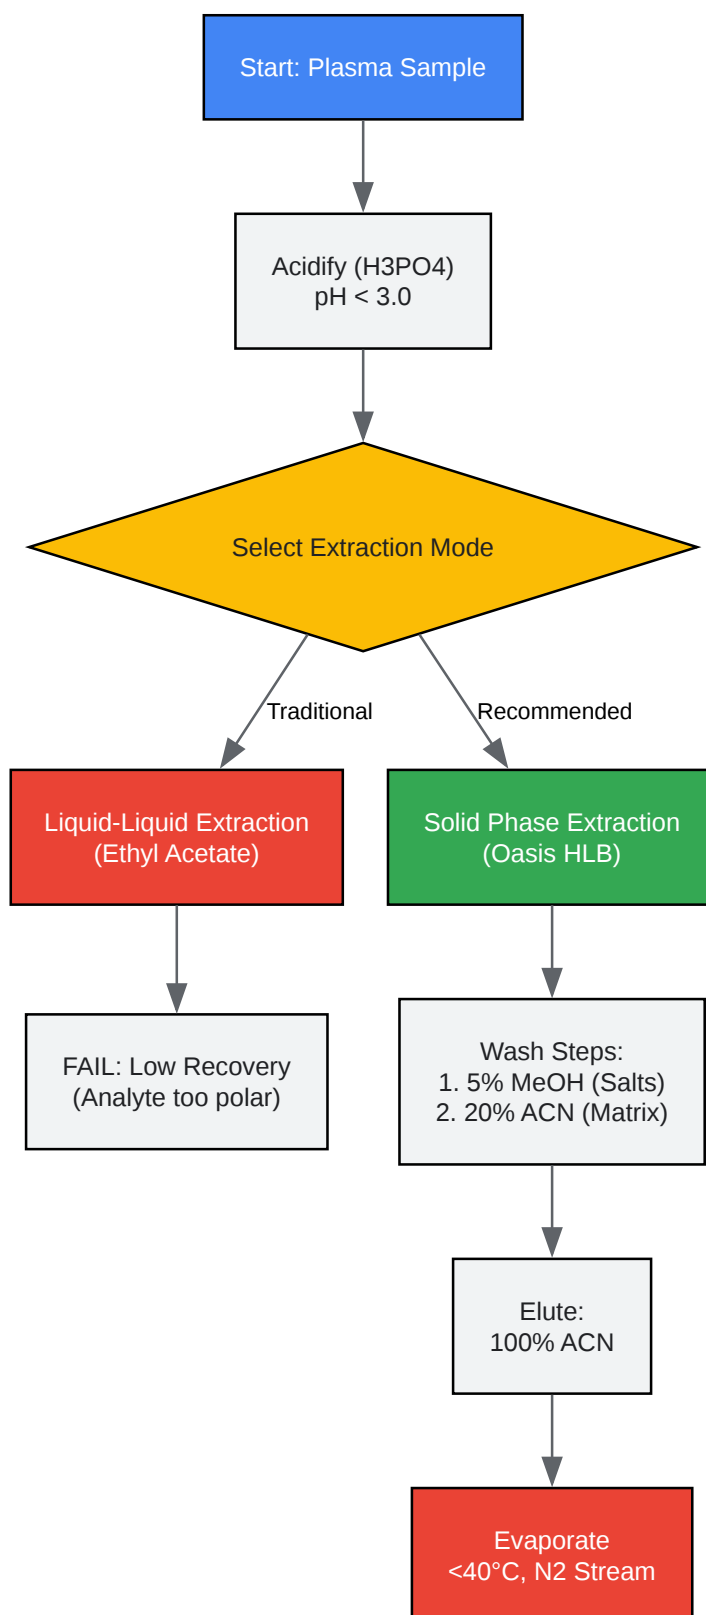 Start: Plasma Sample
Acidify (H3PO4)
pH < 3.0
Select Extraction Mode
Traditional
Recommended
Liquid-Liquid Extraction
(Ethyl Acetate)
Solid Phase Extraction
(Oasis HLB)
FAIL: Low Recovery
(Analyte too polar)
Wash Steps:
1. 5% MeOH (Salts)
2. 20% ACN (Matrix)
Elute:
100% ACN
Evaporate
<40°C, N2 Stream